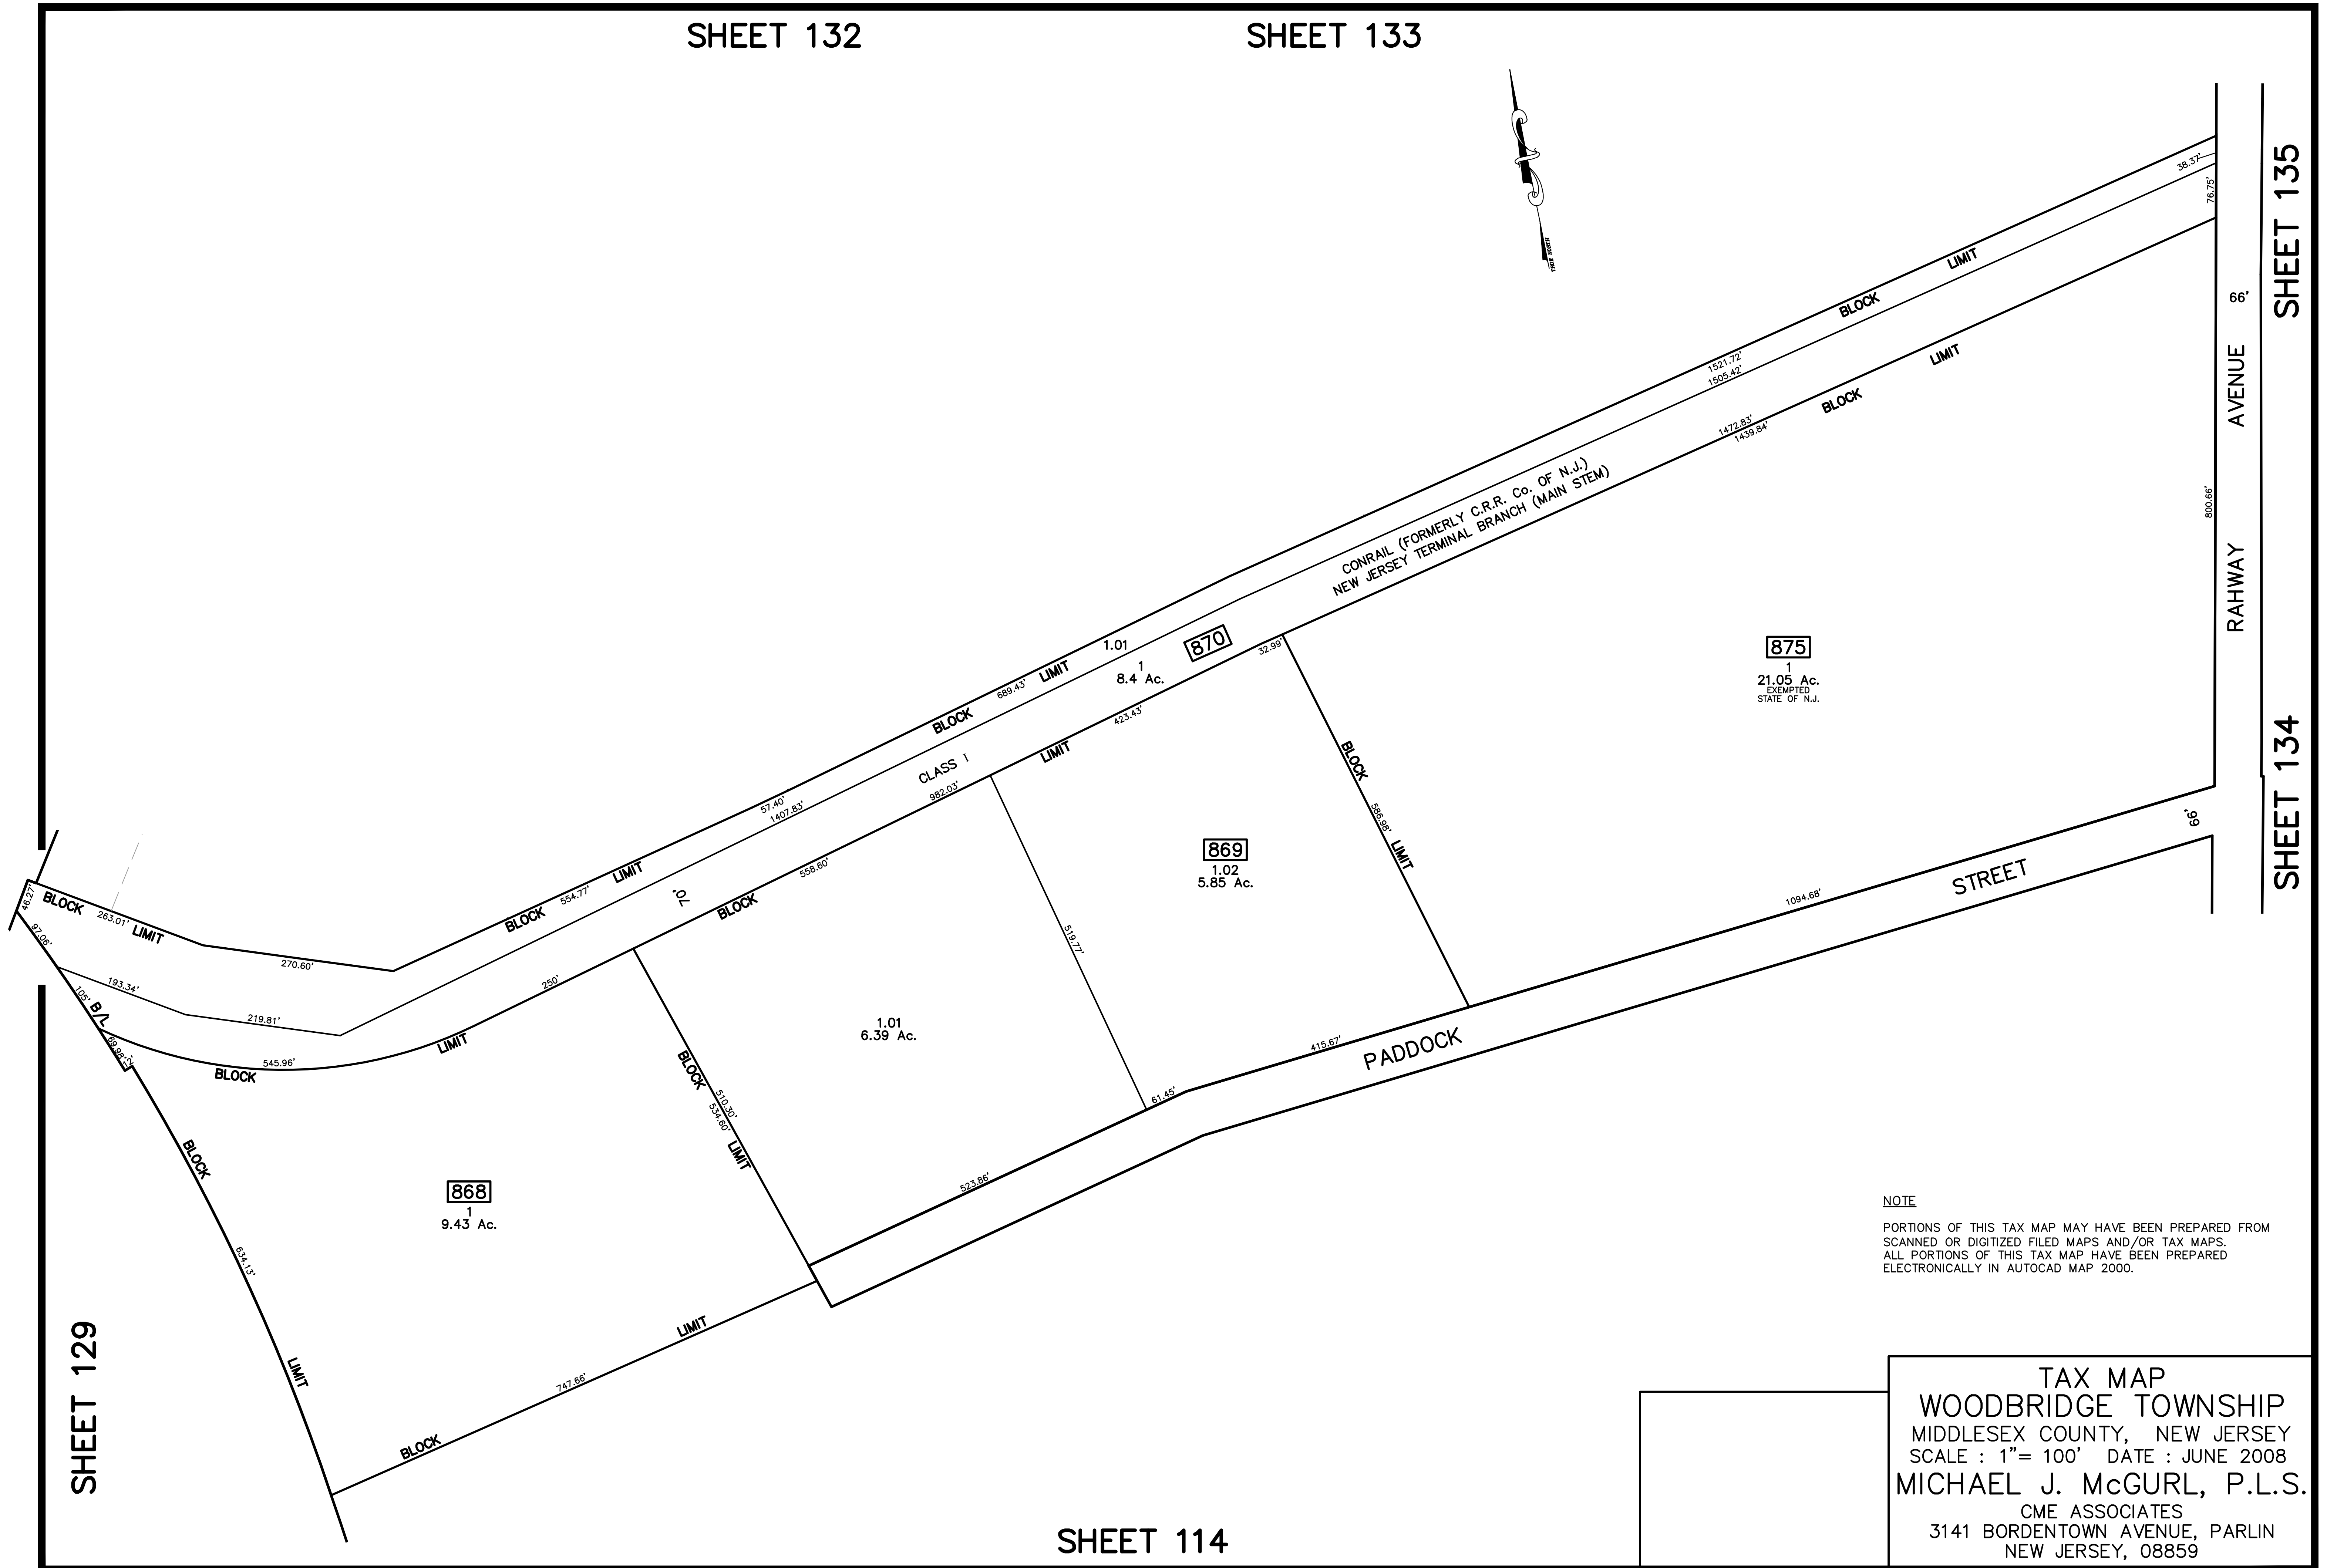 SHEET 132
SHEET 133
TRUE NORTH
SHEET 135
38.37'
76.75'
66'
RAHWAY AVENUE
800.66'
BLOCK LIMIT
1521.72'
1505.42'
1472.83'
1439.84'
BLOCK LIMIT
CONRAIL (FORMERLY C.R.R. Co. OF N.J.)
NEW JERSEY TERMINAL BRANCH (MAIN STEM)
870
1.01
1
8.4 Ac.
32.99'
689.43'
BLOCK LIMIT
423.43'
BLOCK LIMIT
CLASS I
982.03'
57.40'
1407.83'
558.60'
554.77'
BLOCK LIMIT
70'
250'
46.27'
BLOCK LIMIT
263.01'
270.60'
97.06'
193.34'
219.81'
105'
B/L
69.98'
12'
545.96'
BLOCK LIMIT
875
1
21.05 Ac.
EXEMPTED
STATE OF N.J.
BLOCK LIMIT
586.98'
869
1.02
5.85 Ac.
519.77'
1.01
6.39 Ac.
BLOCK LIMIT
510.30'
534.60'
SHEET 134
66'
1094.68'
PADDOCK STREET
415.67'
61.45'
523.86'
868
1
9.43 Ac.
BLOCK LIMIT
634.13'
BLOCK LIMIT
747.66'
SHEET 129
SHEET 114
NOTE
PORTIONS OF THIS TAX MAP MAY HAVE BEEN PREPARED FROM
SCANNED OR DIGITIZED FILED MAPS AND/OR TAX MAPS.
ALL PORTIONS OF THIS TAX MAP HAVE BEEN PREPARED
ELECTRONICALLY IN AUTOCAD MAP 2000.
TAX MAP
WOODBRIDGE TOWNSHIP
MIDDLESEX COUNTY, NEW JERSEY
SCALE : 1"= 100' DATE : JUNE 2008
MICHAEL J. McGURL, P.L.S.
CME ASSOCIATES
3141 BORDENTOWN AVENUE, PARLIN
NEW JERSEY, 08859